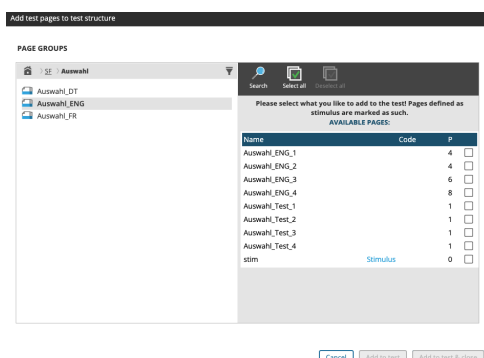 Add test pages to test structure
PAGE GROUPS
SE Auswahl
Auswahl_DT
Auswahl_ENG
Auswahl_FR
Search Select all Deselect all
Please select what you like to add to the test! Pages defined as
stimulus are marked as such.
AVAILABLE PAGES:
Name Code P
Auswahl_ENG_1 4
Auswahl_ENG_2 4
Auswahl_ENG_3 6
Auswahl_ENG_4 8
Auswahl_Test_1 1
Auswahl_Test_2 1
Auswahl_Test_3 1
Auswahl_Test_4 1
stim Stimulus 0
Cancel Add to test Add to test & close